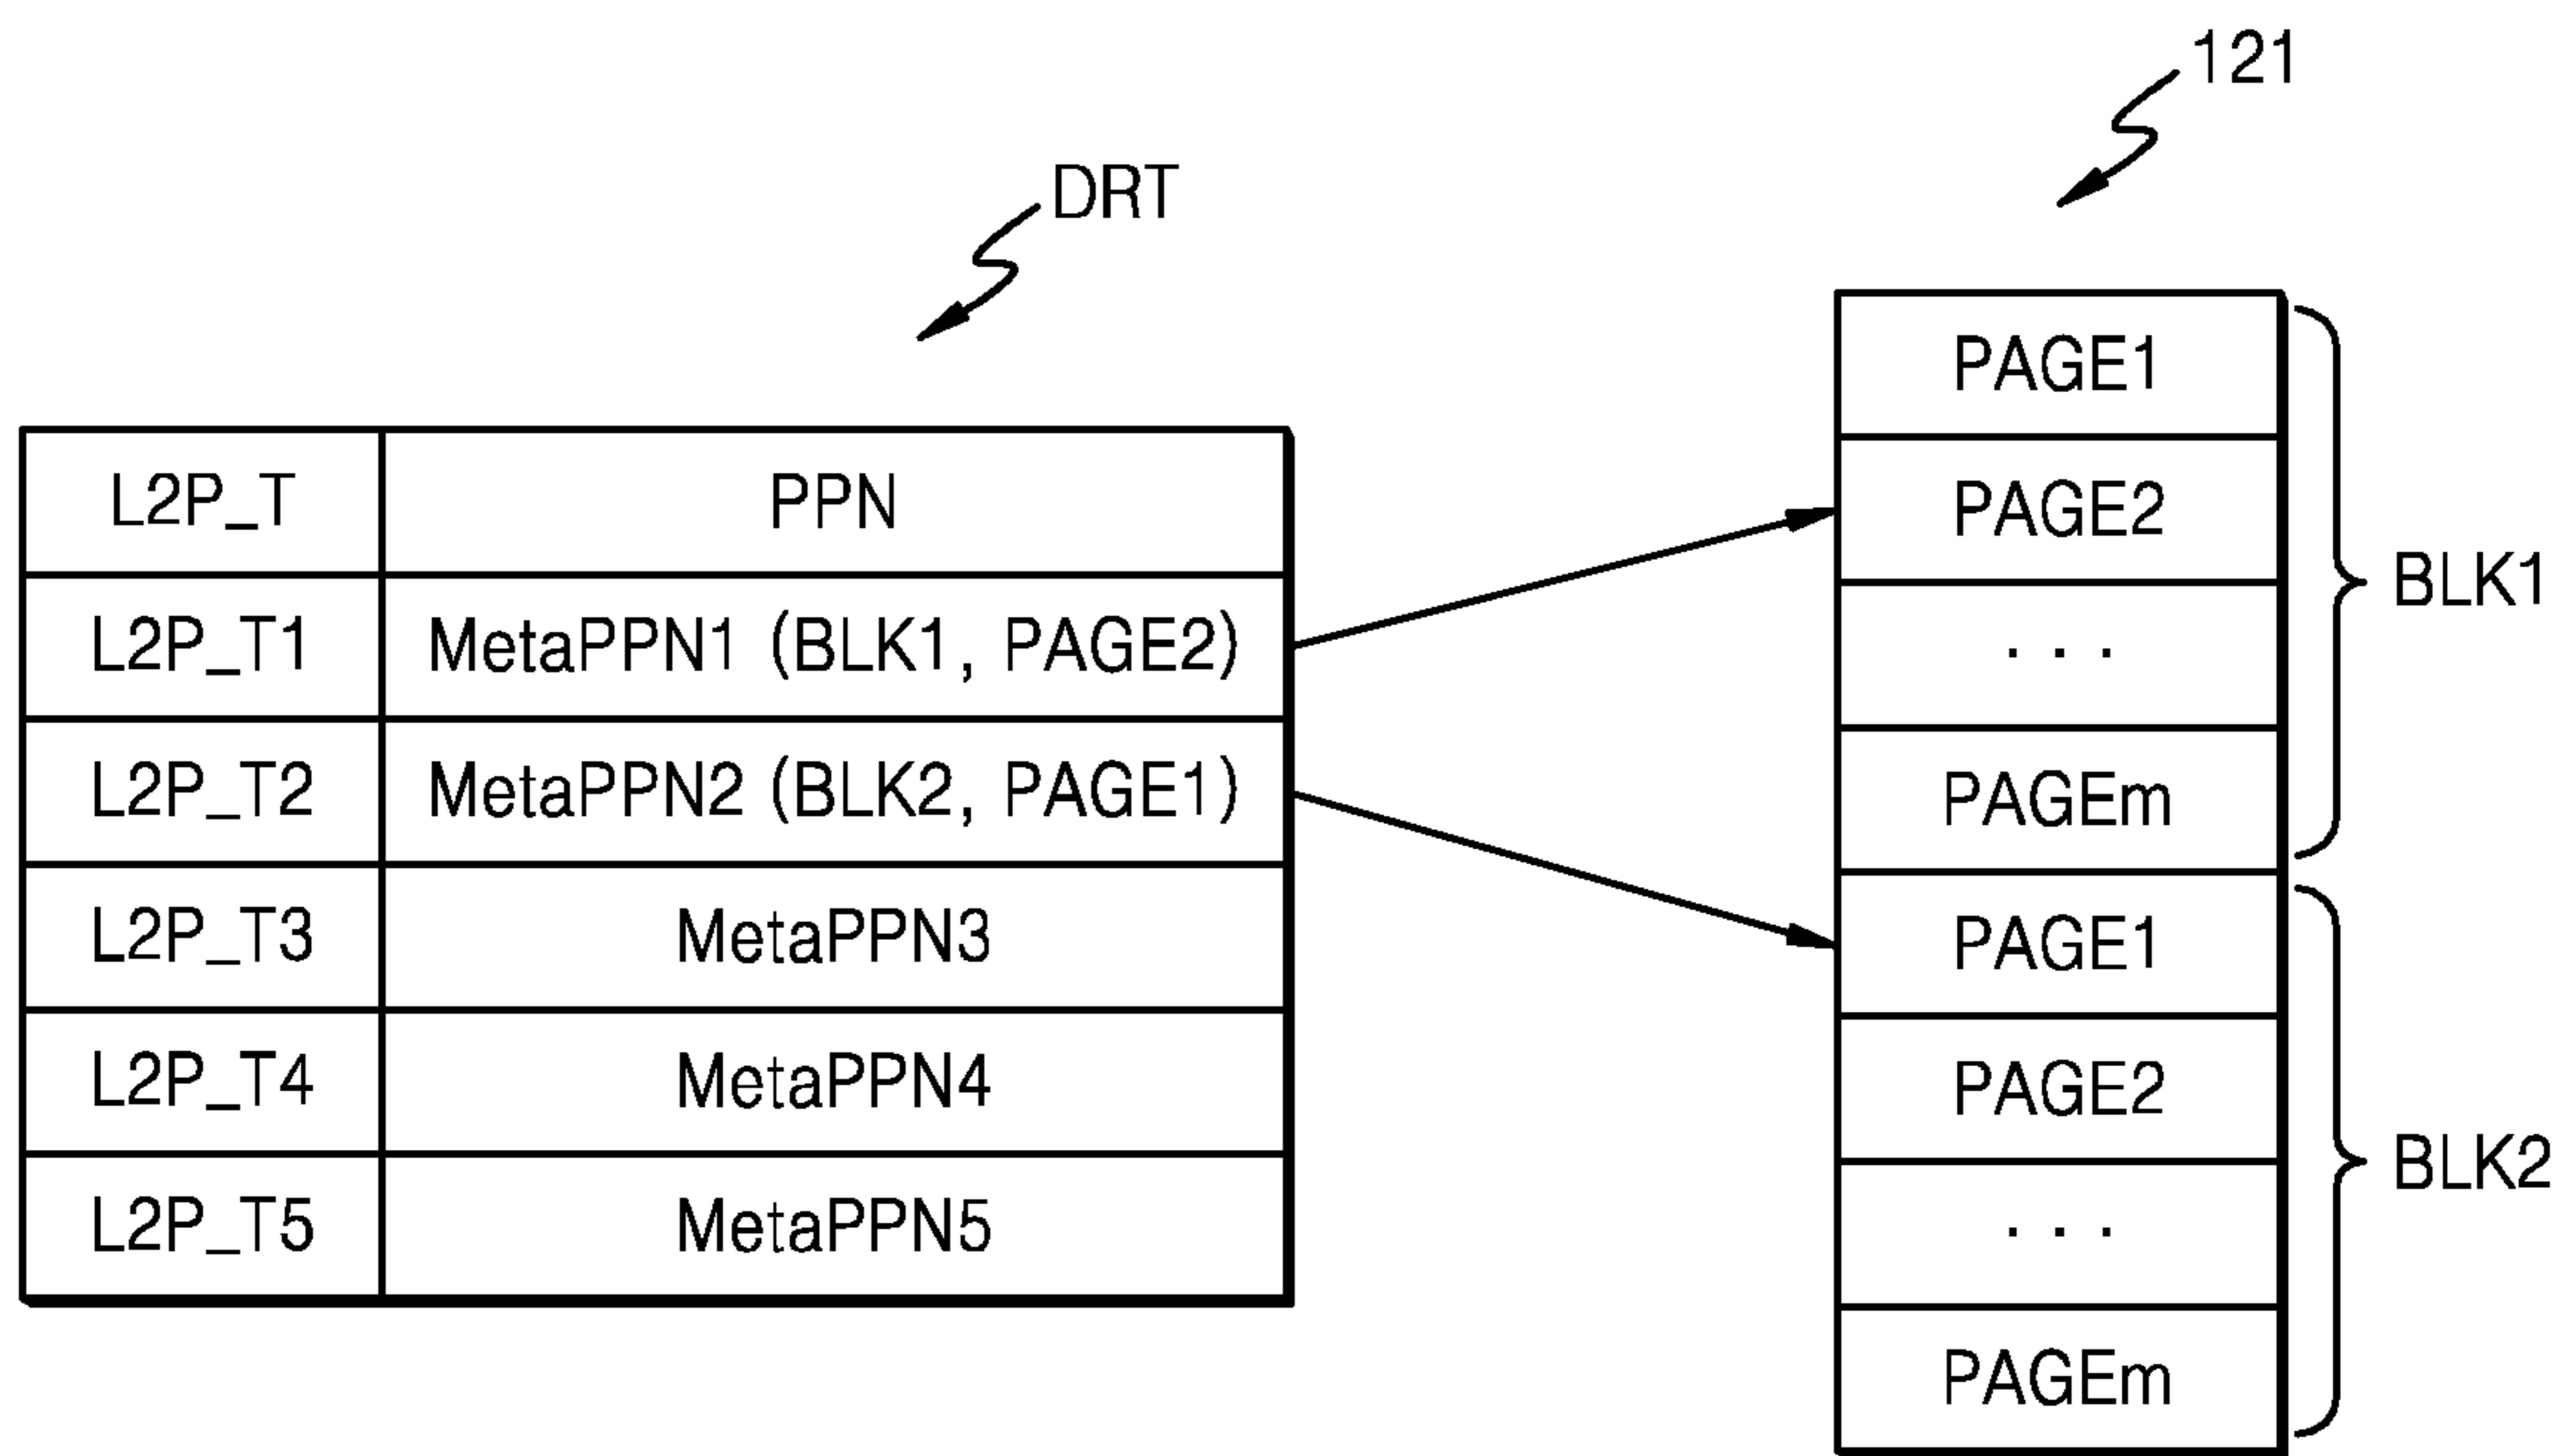 121
DRT
L2P_T PPN
L2P_T1 MetaPPN1 (BLK1, PAGE2)
L2P_T2 MetaPPN2 (BLK2, PAGE1)
L2P_T3 MetaPPN3
L2P_T4 MetaPPN4
L2P_T5 MetaPPN5
PAGE1
PAGE2
. . .
PAGEm
BLK1
PAGE1
PAGE2
. . .
PAGEm
BLK2